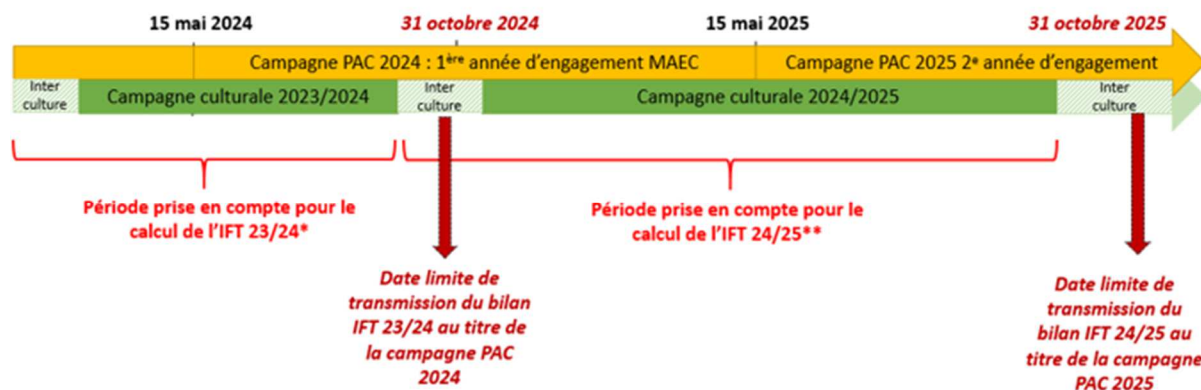 15 mai 2024
31 octobre 2024
15 mai 2025
31 octobre 2025
Campagne PAC 2024 : 1ère année d'engagement MAEC
Campagne PAC 2025 2e année d'engagement
Inter
culture
Campagne culturale 2023/2024
Inter
culture
Campagne culturale 2024/2025
Inter
culture
Période prise en compte pour le
calcul de l'IFT 23/24*
Période prise en compte pour le
calcul de l'IFT 24/25**
Date limite de
transmission du bilan
IFT 23/24 au titre de
la campagne PAC
2024
Date limite de
transmission du
bilan IFT 24/25 au
titre de la campagne
PAC 2025